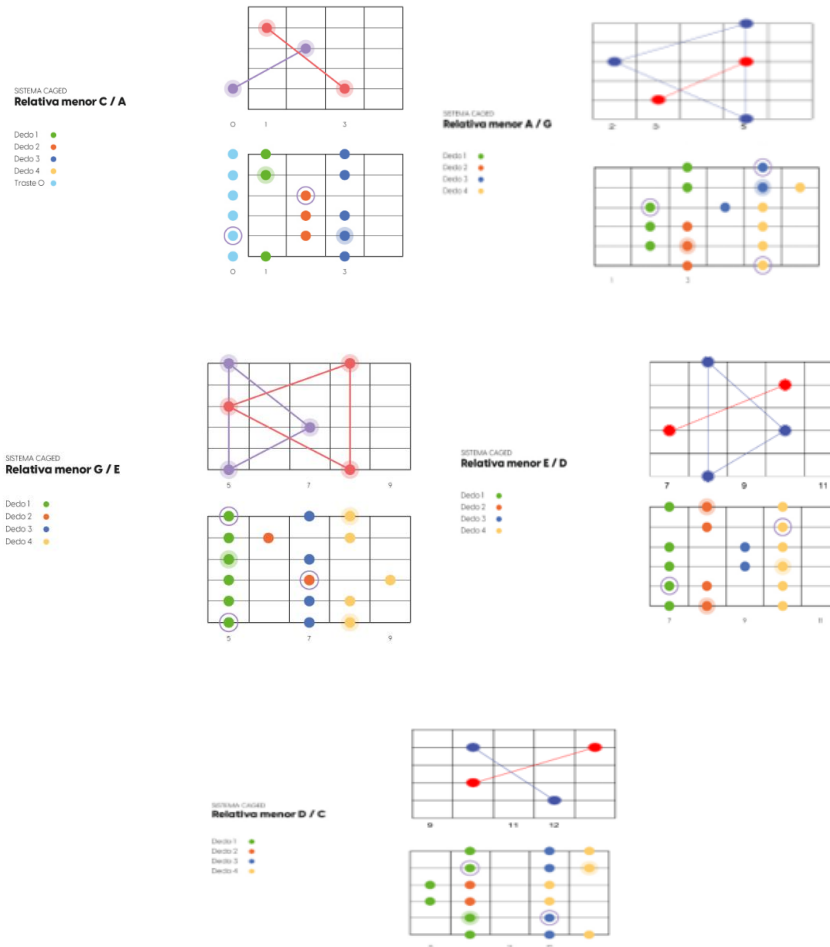 SISTEMA CAGED
Relativa menor C / A
Dedo 1
Dedo 2
Dedo 3
Dedo 4
Traste O
0 1 3
0 1 3
SISTEMA CAGED
Relativa menor A / G
Dedo 1
Dedo 2
Dedo 3
Dedo 4
2 3 5
1 3
SISTEMA CAGED
Relativa menor G / E
Dedo 1
Dedo 2
Dedo 3
Dedo 4
5 7 9
5 7 9
SISTEMA CAGED
Relativa menor E / D
Dedo 1
Dedo 2
Dedo 3
Dedo 4
7 9 11
7 9 11
SISTEMA CAGED
Relativa menor D / C
Dedo 1
Dedo 2
Dedo 3
Dedo 4
9 11 12